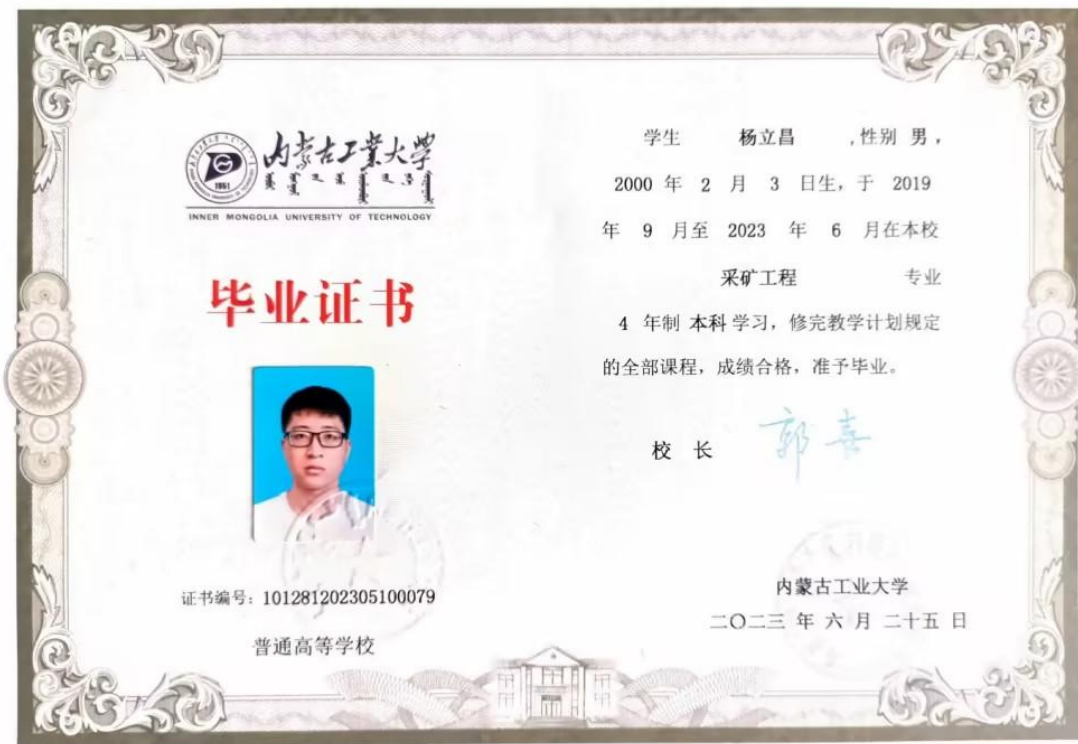 内蒙古工业大学
1951
INNER MONGOLIA UNIVERSITY OF TECHNOLOGY
毕业证书
证书编号：101281202305100079
普通高等学校
学生 杨立昌 ，性别 男，
2000 年 2 月 3 日生，于 2019
年 9 月至 2023 年 6 月在本校
采矿工程 专业
4 年制 本科 学习，修完教学计划规定
的全部课程，成绩合格，准予毕业。
校 长 郭喜
内蒙古工业大学
二〇二三 年 六 月 二十五 日